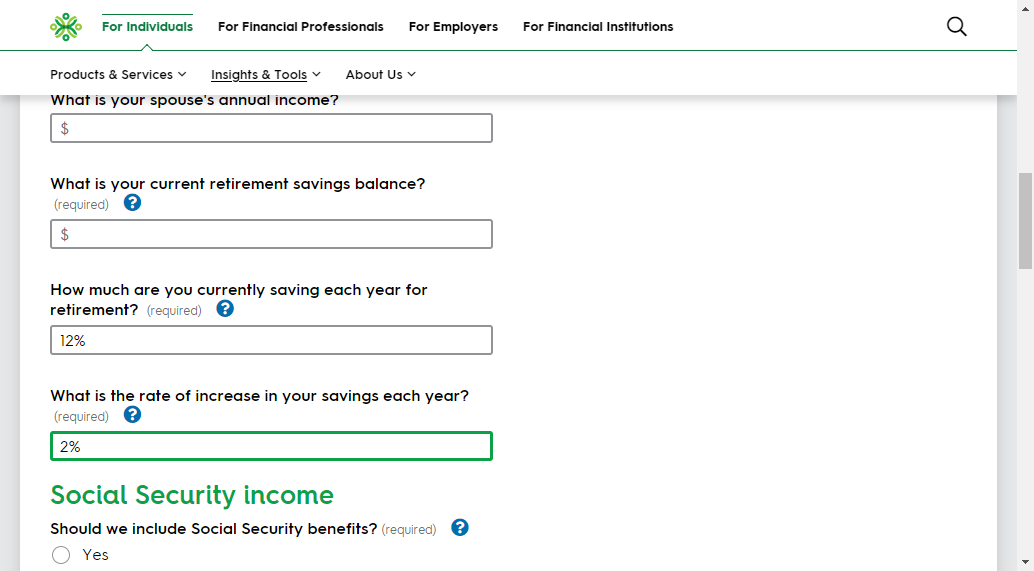 For Individuals For Financial Professionals For Employers For Financial Institutions
Products & Services Insights & Tools About Us
What is your spouse's annual income?
$
What is your current retirement savings balance?
(required) ?
$
How much are you currently saving each year for
retirement? (required) ?
12%
What is the rate of increase in your savings each year?
(required) ?
2%
Social Security income
Should we include Social Security benefits? (required) ?
Yes